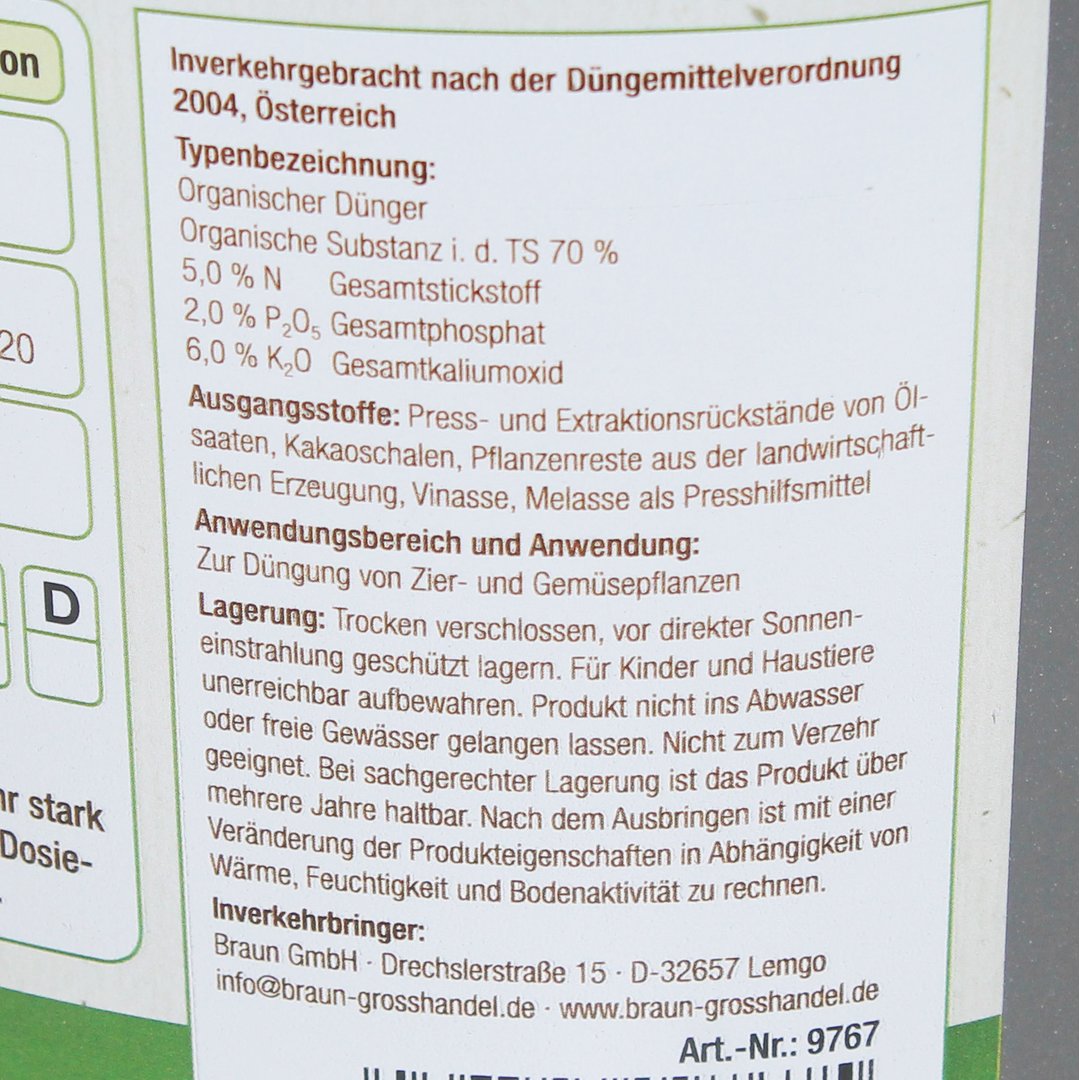 on
20
D
hr stark
Dosie-
Inverkehrgebracht nach der Düngemittelverordnung
2004, Österreich
Typenbezeichnung:
Organischer Dünger
Organische Substanz i. d. TS 70 %
5,0 % N Gesamtstickstoff
2,0 % P₂O₅ Gesamtphosphat
6,0 % K₂O Gesamtkaliumoxid
Ausgangsstoffe: Press- und Extraktionsrückstände von Öl-
saaten, Kakaoschalen, Pflanzenreste aus der landwirtschaft-
lichen Erzeugung, Vinasse, Melasse als Presshilfsmittel
Anwendungsbereich und Anwendung:
Zur Düngung von Zier- und Gemüsepflanzen
Lagerung: Trocken verschlossen, vor direkter Sonnen-
einstrahlung geschützt lagern. Für Kinder und Haustiere
unerreichbar aufbewahren. Produkt nicht ins Abwasser
oder freie Gewässer gelangen lassen. Nicht zum Verzehr
geeignet. Bei sachgerechter Lagerung ist das Produkt über
mehrere Jahre haltbar. Nach dem Ausbringen ist mit einer
Veränderung der Produkteigenschaften in Abhängigkeit von
Wärme, Feuchtigkeit und Bodenaktivität zu rechnen.
Inverkehrbringer:
Braun GmbH · Drechslerstraße 15 · D-32657 Lemgo
info@braun-grosshandel.de · www.braun-grosshandel.de
Art.-Nr.: 9767